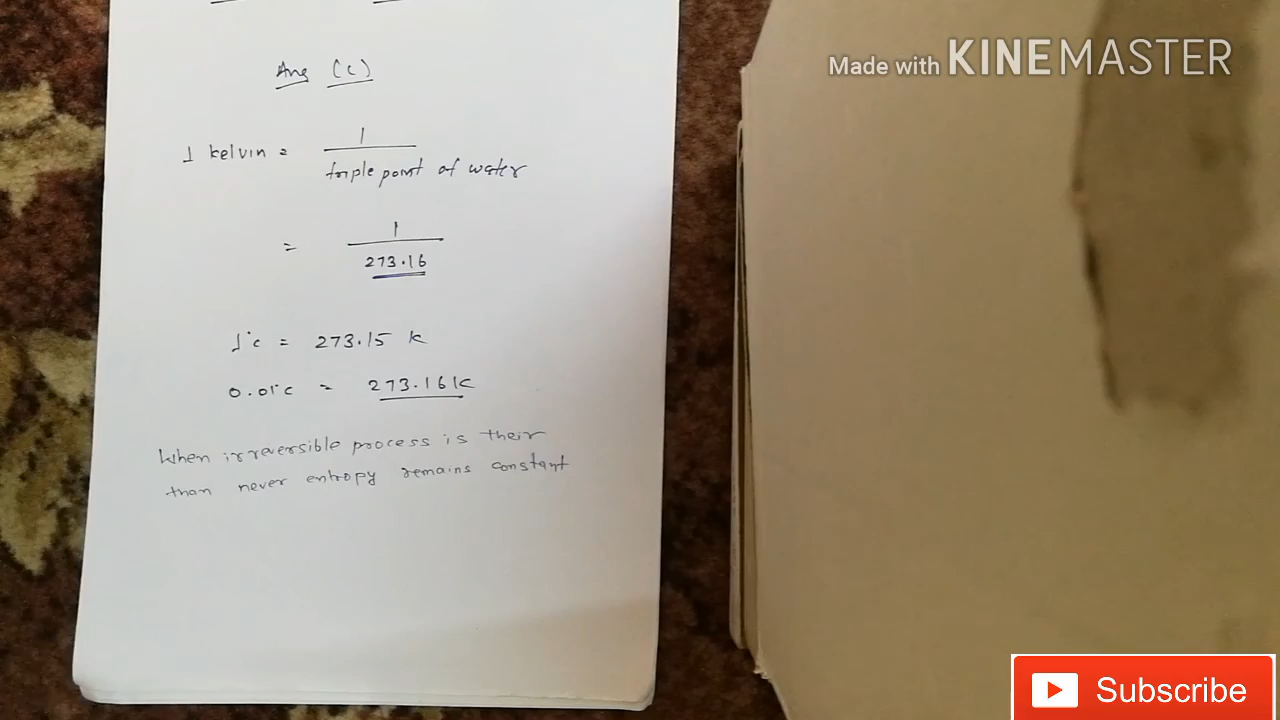 Made with KINEMASTER
Ans (c)
1 kelvin = 1
triple point of water
= 1
273.16
1°c = 273.15 k
0.01°c = 273.16 k
When irreversible process is their
than never entropy remains constant
Subscribe